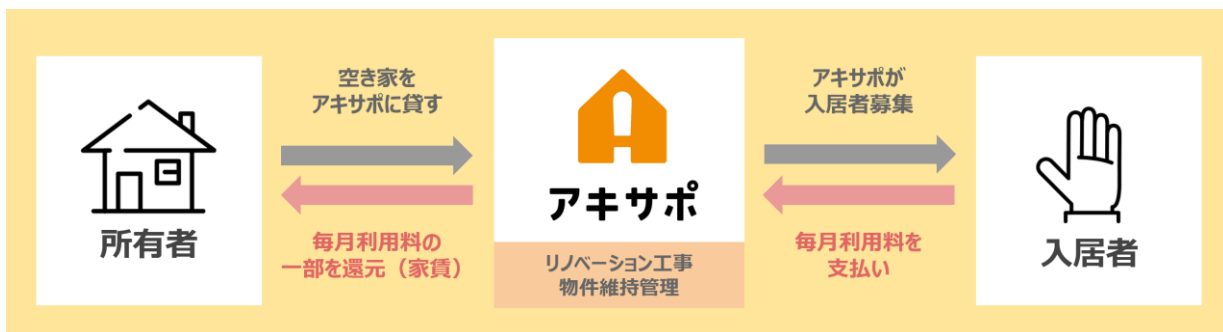 所有者
空き家を
アキサポに貸す
毎月利用料の
一部を還元（家賃）
アキサポ
リノベーション工事
物件維持管理
アキサポが
入居者募集
毎月利用料を
支払い
入居者